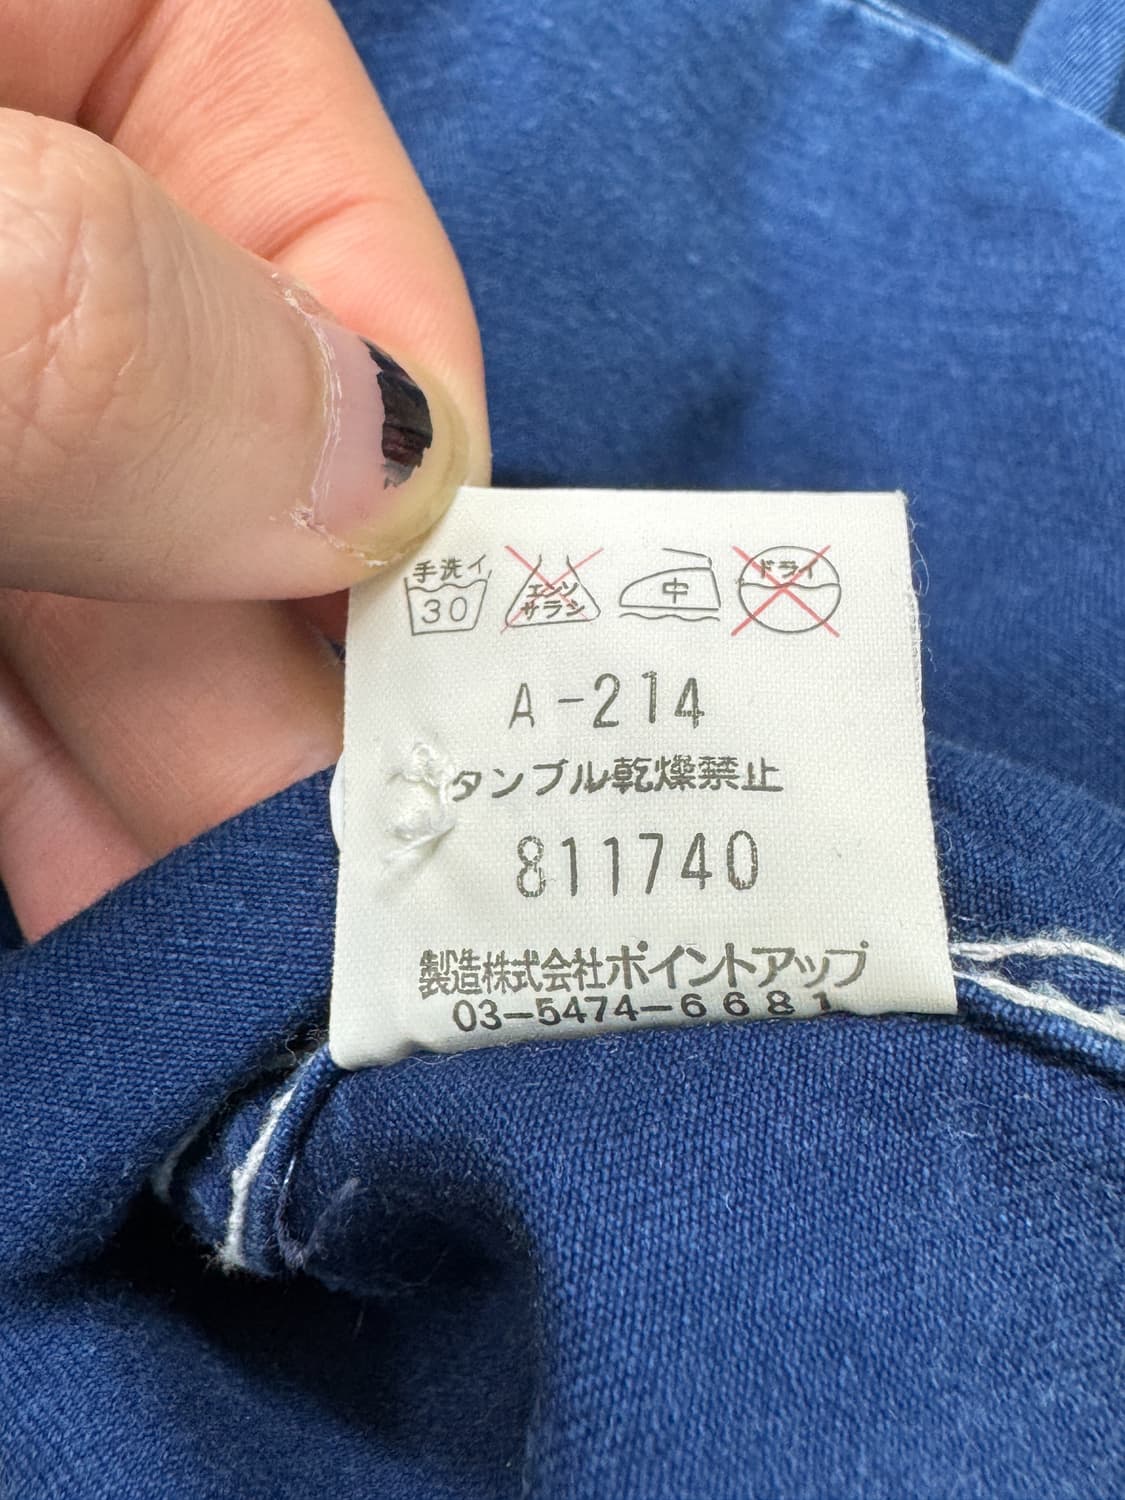 手洗イ
30
エンソ
サラシ
中
ドライ
A-214
タンブル乾燥禁止
811740
製造株式会社ポイントアップ
03-5474-6681